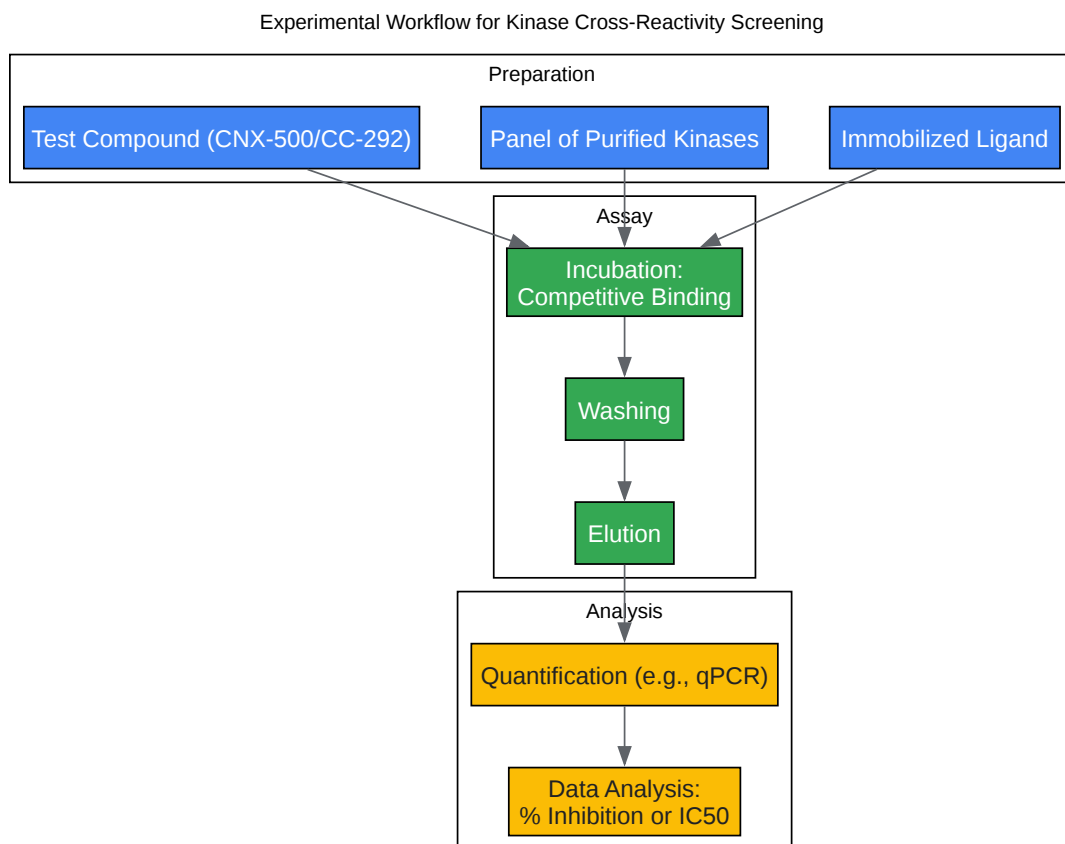 Experimental Workflow for Kinase Cross-Reactivity Screening
Preparation
Test Compound (CNX-500/CC-292)
Panel of Purified Kinases
Immobilized Ligand
Assay
Incubation:
Competitive Binding
Washing
Elution
Analysis
Quantification (e.g., qPCR)
Data Analysis:
% Inhibition or IC50